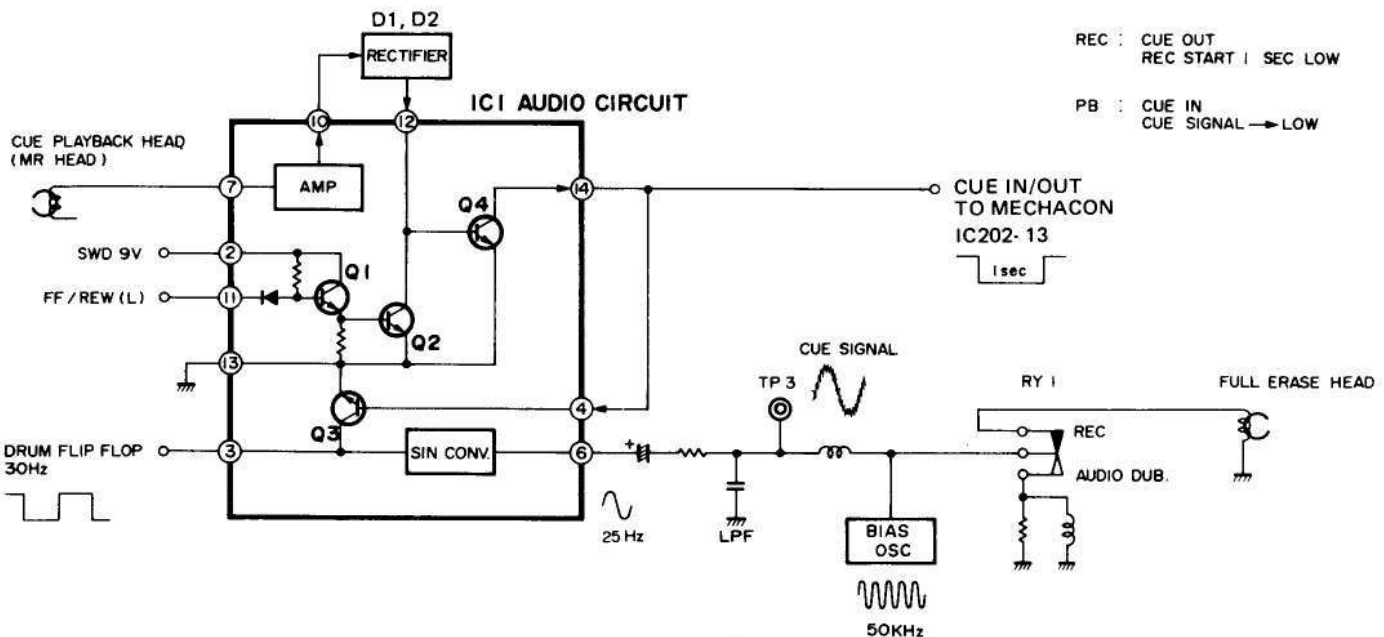 D1, D2
RECTIFIER
REC : CUE OUT
REC START 1 SEC LOW
PB : CUE IN
CUE SIGNAL → LOW
IC1 AUDIO CIRCUIT
10
12
CUE PLAYBACK HEAD
(MR HEAD)
7
AMP
14
Q4
CUE IN/OUT
TO MECHACON
IC202-13
1sec
SWD 9V
2
Q1
FF/REW (L)
11
Q2
13
CUE SIGNAL
TP 3
RY 1
FULL ERASE HEAD
4
Q3
REC
DRUM FLIP FLOP
30Hz
3
SIN CONV.
6
+
AUDIO DUB.
25 Hz
LPF
BIAS
OSC
50KHz